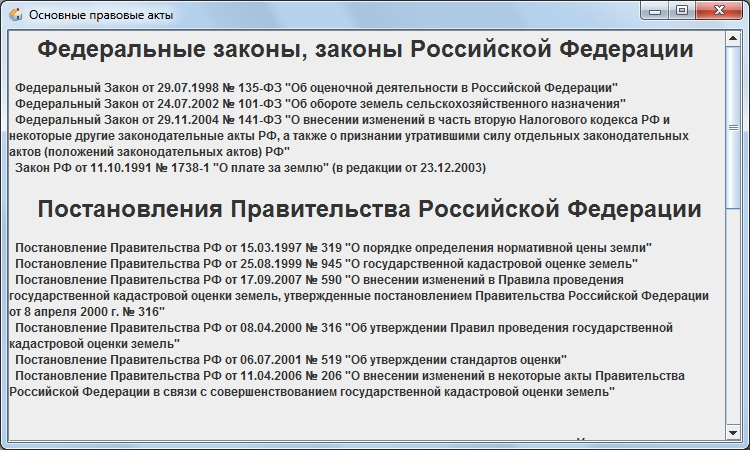 Основные правовые акты
Федеральные законы, законы Российской Федерации
Федеральный Закон от 29.07.1998 № 135-ФЗ "Об оценочной деятельности в Российской Федерации"
Федеральный Закон от 24.07.2002 № 101-ФЗ "Об обороте земель сельскохозяйственного назначения"
Федеральный Закон от 29.11.2004 № 141-ФЗ "О внесении изменений в часть вторую Налогового кодекса РФ и
некоторые другие законодательные акты РФ, а также о признании утратившими силу отдельных законодательных
актов (положений законодательных актов) РФ"
Закон РФ от 11.10.1991 № 1738-1 "О плате за землю" (в редакции от 23.12.2003)
Постановления Правительства Российской Федерации
Постановление Правительства РФ от 15.03.1997 № 319 "О порядке определения нормативной цены земли"
Постановление Правительства РФ от 25.08.1999 № 945 "О государственной кадастровой оценке земель"
Постановление Правительства РФ от 17.09.2007 № 590 "О внесении изменений в Правила проведения
государственной кадастровой оценки земель, утвержденные постановлением Правительства Российской Федерации
от 8 апреля 2000 г. № 316"
Постановление Правительства РФ от 08.04.2000 № 316 "Об утверждении Правил проведения государственной
кадастровой оценки земель"
Постановление Правительства РФ от 06.07.2001 № 519 "Об утверждении стандартов оценки"
Постановление Правительства РФ от 11.04.2006 № 206 "О внесении изменений в некоторые акты Правительства
Российской Федерации в связи с совершенствованием государственной кадастровой оценки земель"